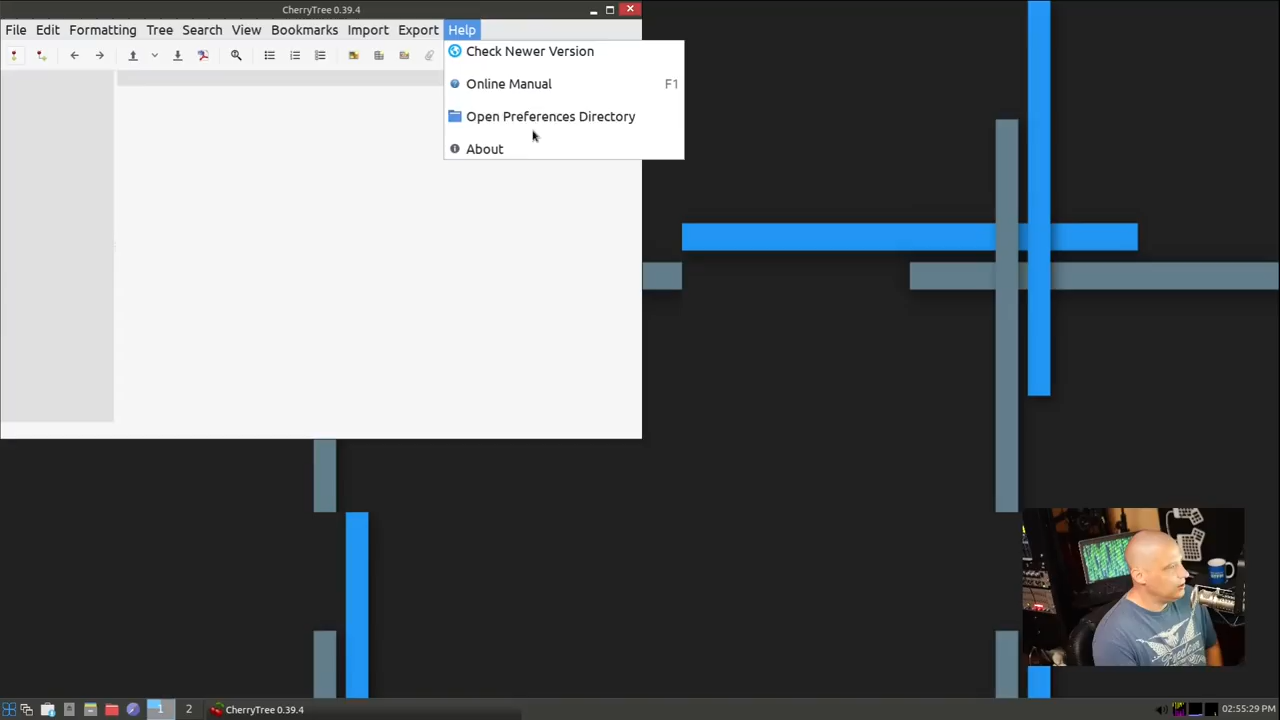 CherryTree 0.39.4
File Edit Formatting Tree Search View Bookmarks Import Export Help
Check Newer Version
Online Manual F1
Open Preferences Directory
About
1 2 CherryTree 0.39.4 02:55:29 PM